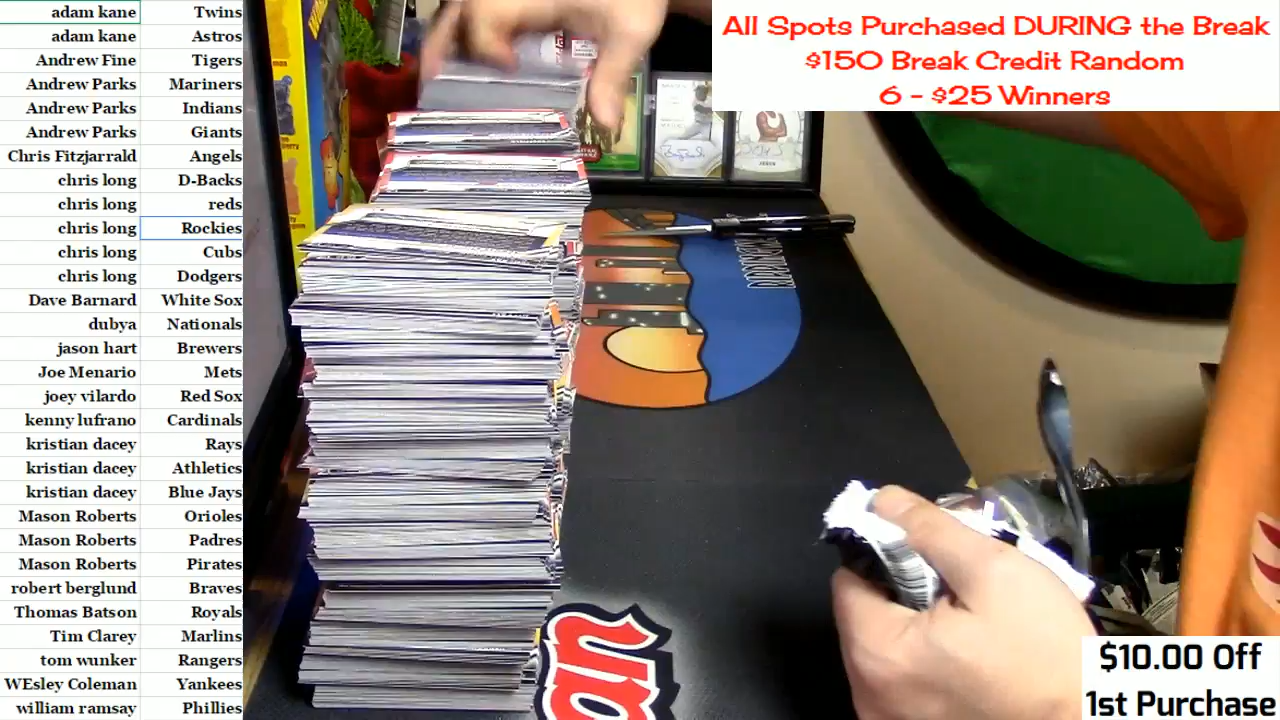 adam kane Twins
adam kane Astros
Andrew Fine Tigers
Andrew Parks Mariners
Andrew Parks Indians
Andrew Parks Giants
Chris Fitzjarrald Angels
chris long D-Backs
chris long reds
chris long Rockies
chris long Cubs
chris long Dodgers
Dave Barnard White Sox
dubya Nationals
jason hart Brewers
Joe Menario Mets
joey vilardo Red Sox
kenny lufrano Cardinals
kristian dacey Rays
kristian dacey Athletics
kristian dacey Blue Jays
Mason Roberts Orioles
Mason Roberts Padres
Mason Roberts Pirates
robert berglund Braves
Thomas Batson Royals
Tim Clarey Marlins
tom wunker Rangers
WEsley Coleman Yankees
william ramsay Phillies
All Spots Purchased DURING the Break
$150 Break Credit Random
6 - $25 Winners
$10.00 Off
1st Purchase